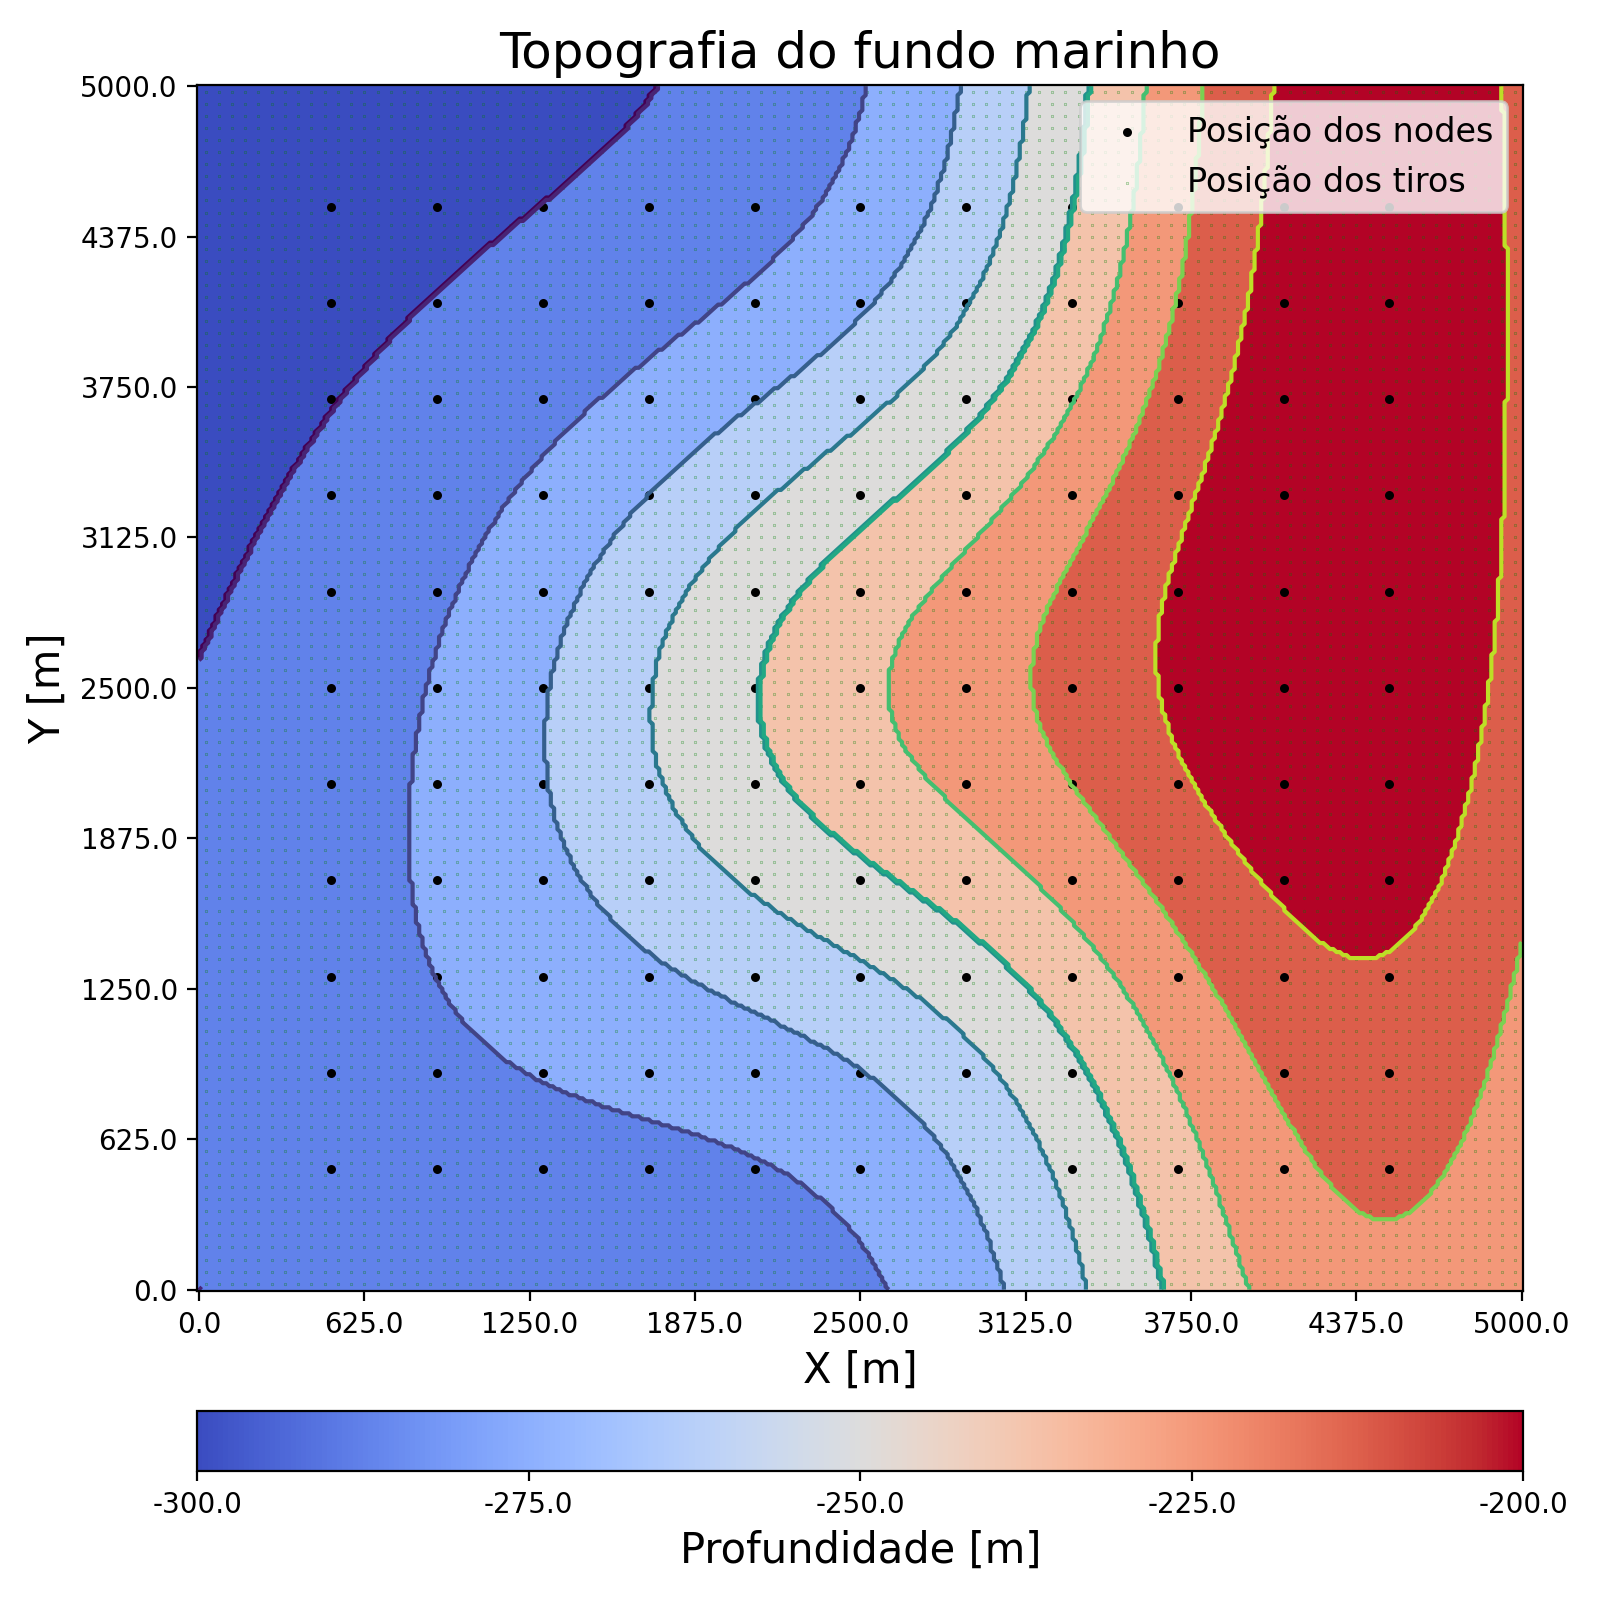 Topografia do fundo marinho
Posição dos nodes
Posição dos tiros
5000.0
4375.0
3750.0
3125.0
2500.0
1875.0
1250.0
625.0
0.0
Y [m]
0.0 625.0 1250.0 1875.0 2500.0 3125.0 3750.0 4375.0 5000.0
X [m]
-300.0 -275.0 -250.0 -225.0 -200.0
Profundidade [m]